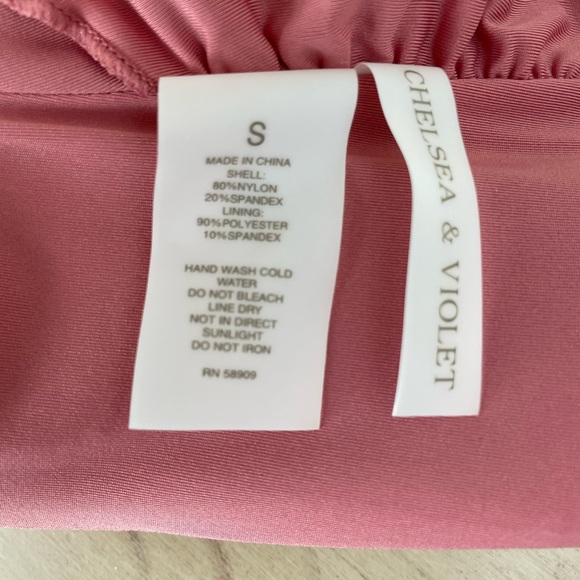 S
MADE IN CHINA
SHELL:
80%NYLON
20%SPANDEX
LINING:
90%POLYESTER
10%SPANDEX
HAND WASH COLD
WATER
DO NOT BLEACH
LINE DRY
NOT IN DIRECT
SUNLIGHT
DO NOT IRON
RN 58909
CHELSEA & VIOLET